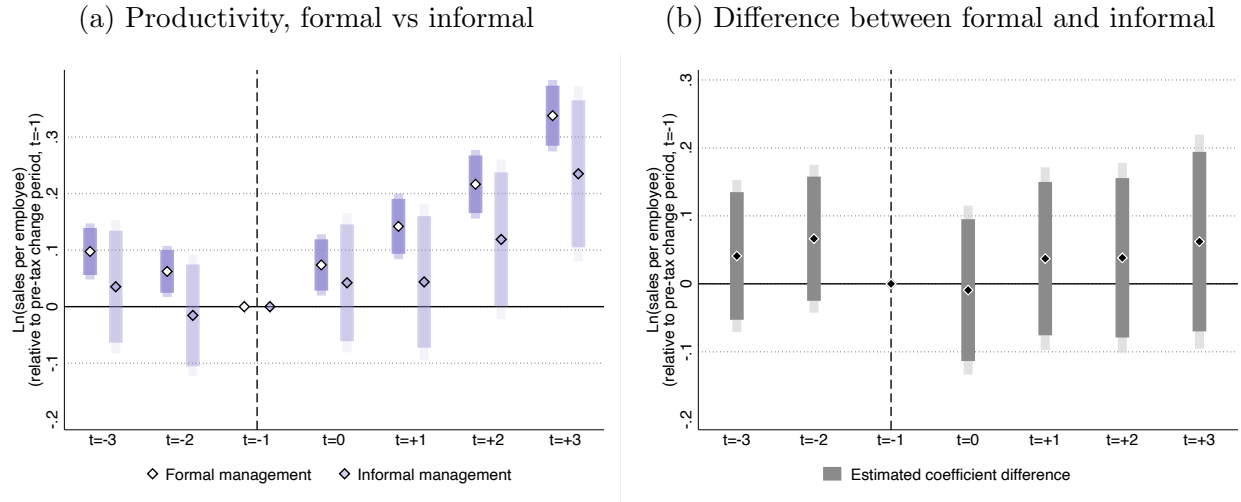 (a) Productivity, formal vs informal
Ln(sales per employee)
(relative to pre-tax change period, t=-1)
.3
.2
.1
0
-.1
-.2
t=-3 t=-2 t=-1 t=0 t=+1 t=+2 t=+3
Formal management Informal management
(b) Difference between formal and informal
Ln(sales per employee)
(relative to pre-tax change period, t=-1)
.3
.2
.1
0
-.1
-.2
t=-3 t=-2 t=-1 t=0 t=+1 t=+2 t=+3
Estimated coefficient difference